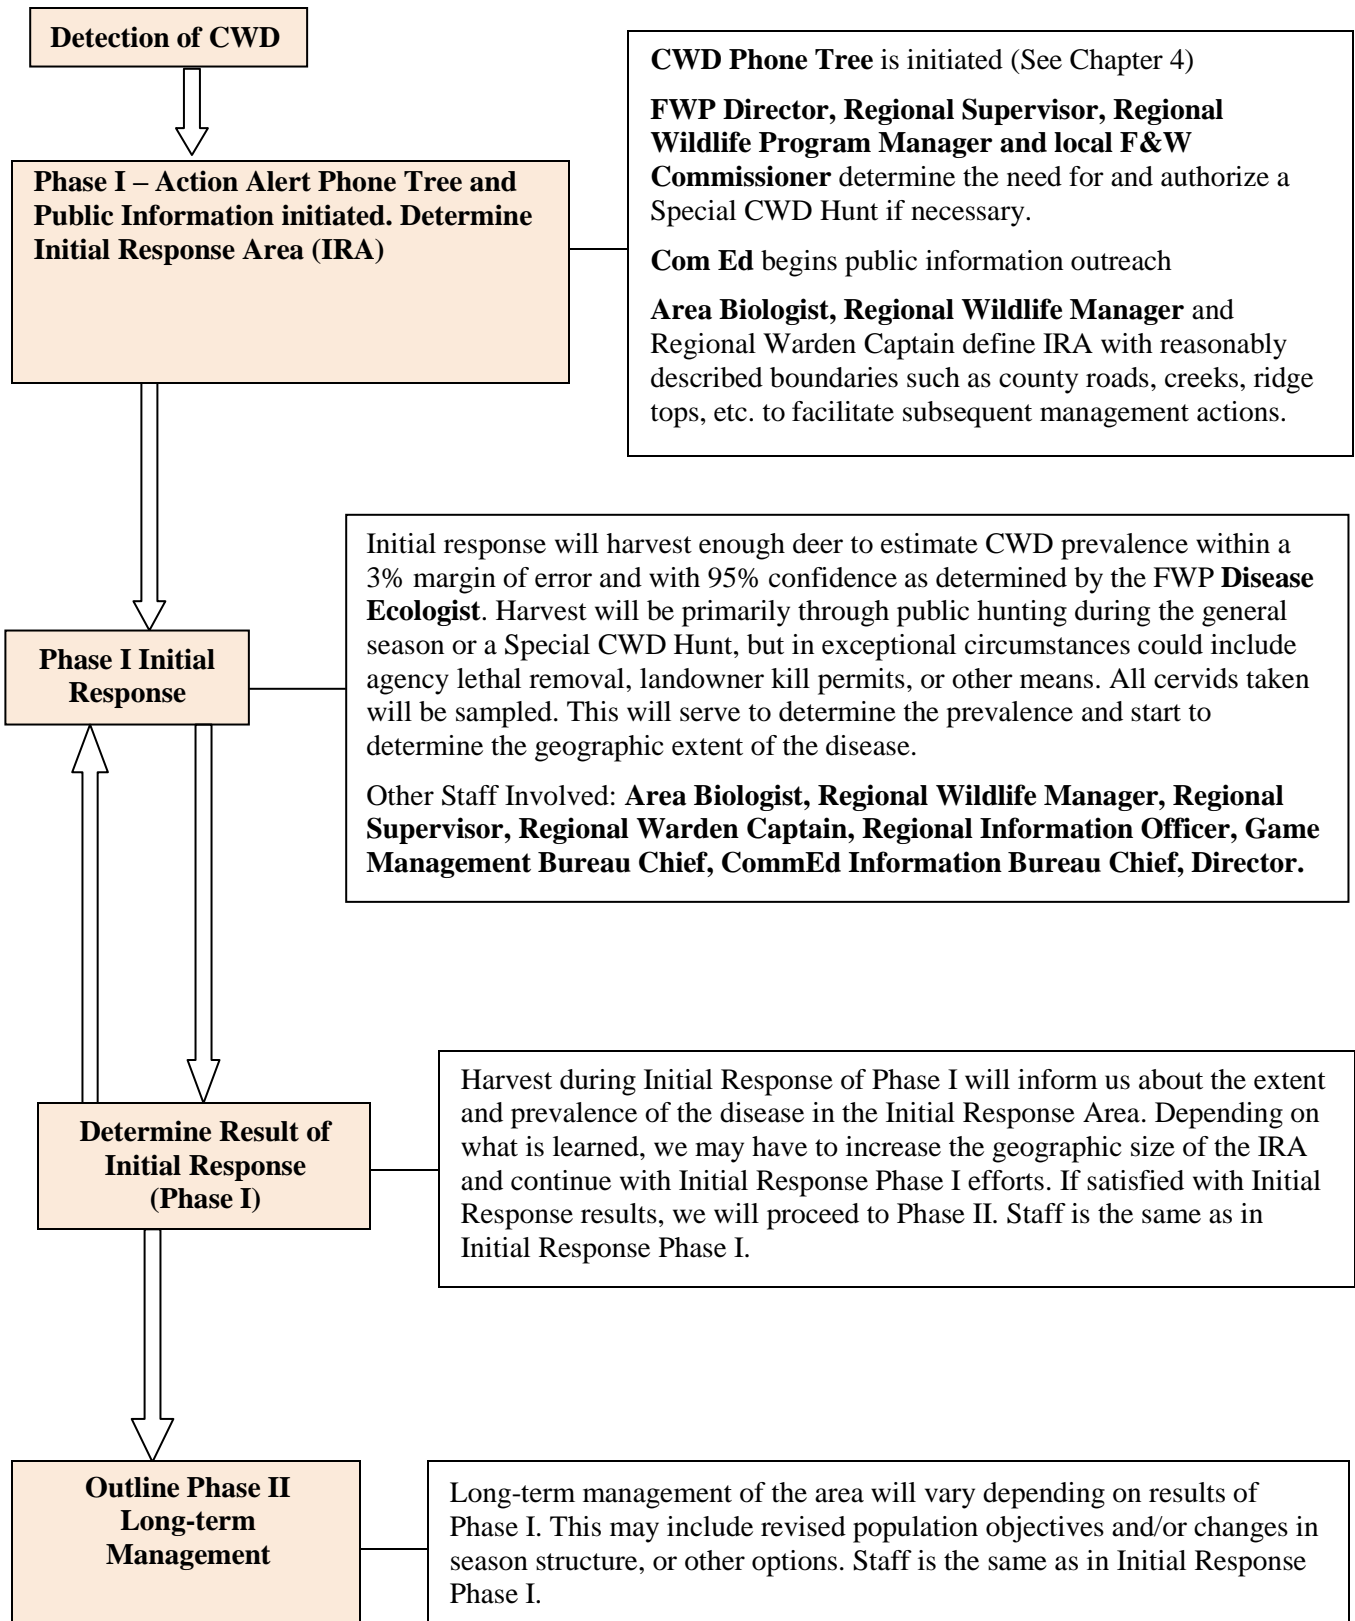 Detection of CWD
CWD Phone Tree is initiated (See Chapter 4)
FWP Director, Regional Supervisor, Regional
Wildlife Program Manager and local F&W
Commissioner determine the need for and authorize a
Special CWD Hunt if necessary.
Com Ed begins public information outreach
Area Biologist, Regional Wildlife Manager and
Regional Warden Captain define IRA with reasonably
described boundaries such as county roads, creeks, ridge
tops, etc. to facilitate subsequent management actions.
Phase I – Action Alert Phone Tree and
Public Information initiated. Determine
Initial Response Area (IRA)
Initial response will harvest enough deer to estimate CWD prevalence within a
3% margin of error and with 95% confidence as determined by the FWP Disease
Ecologist. Harvest will be primarily through public hunting during the general
season or a Special CWD Hunt, but in exceptional circumstances could include
agency lethal removal, landowner kill permits, or other means. All cervids taken
will be sampled. This will serve to determine the prevalence and start to
determine the geographic extent of the disease.
Other Staff Involved: Area Biologist, Regional Wildlife Manager, Regional
Supervisor, Regional Warden Captain, Regional Information Officer, Game
Management Bureau Chief, CommEd Information Bureau Chief, Director.
Phase I Initial
Response
Harvest during Initial Response of Phase I will inform us about the extent
and prevalence of the disease in the Initial Response Area. Depending on
what is learned, we may have to increase the geographic size of the IRA
and continue with Initial Response Phase I efforts. If satisfied with Initial
Response results, we will proceed to Phase II. Staff is the same as in
Initial Response Phase I.
Determine Result of
Initial Response
(Phase I)
Outline Phase II
Long-term
Management
Long-term management of the area will vary depending on results of
Phase I. This may include revised population objectives and/or changes in
season structure, or other options. Staff is the same as in Initial Response
Phase I.